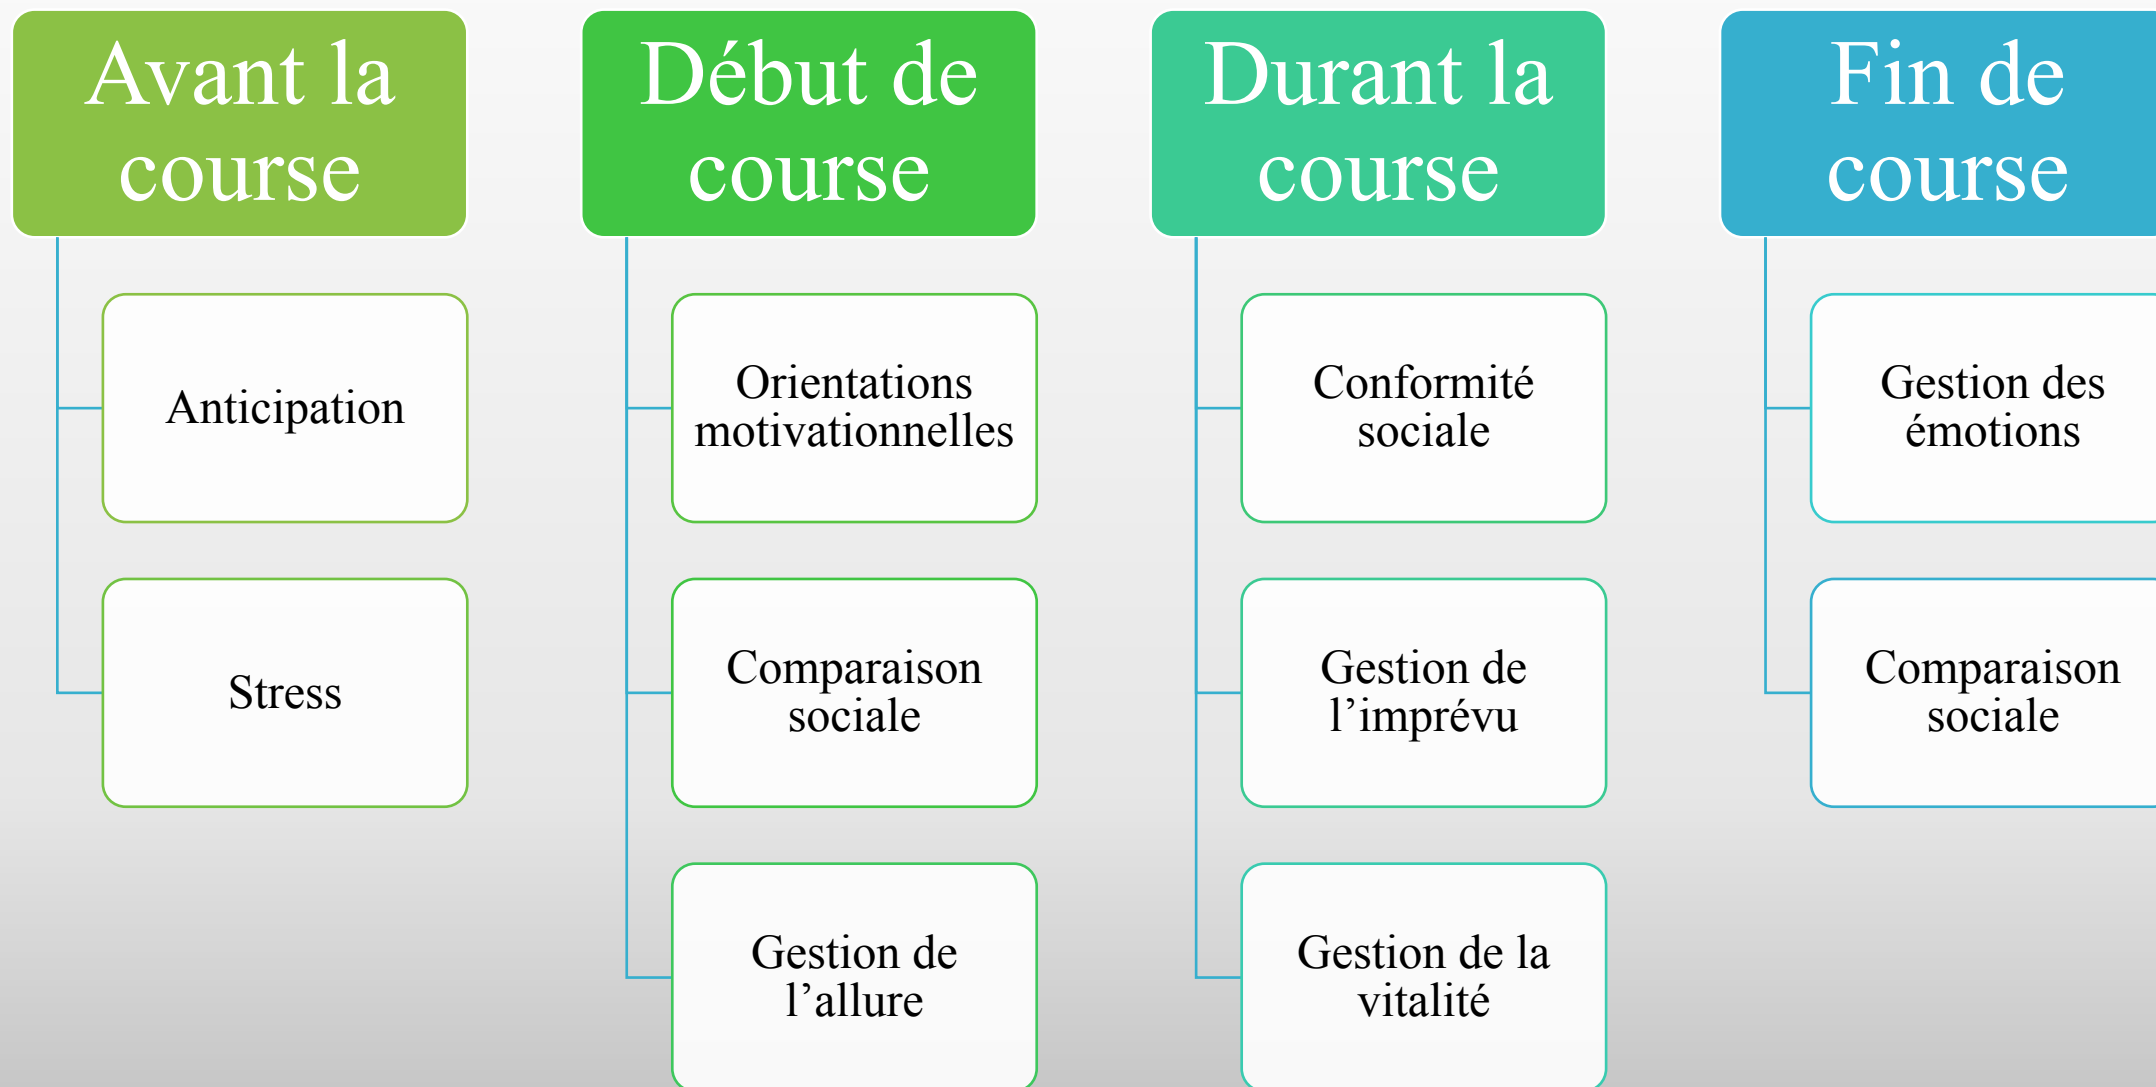 Avant la
course
Anticipation
Stress
Début de
course
Orientations
motivationnelles
Comparaison
sociale
Gestion de
l’allure
Durant la
course
Conformité
sociale
Gestion de
l’imprévu
Gestion de la
vitalité
Fin de
course
Gestion des
émotions
Comparaison
sociale